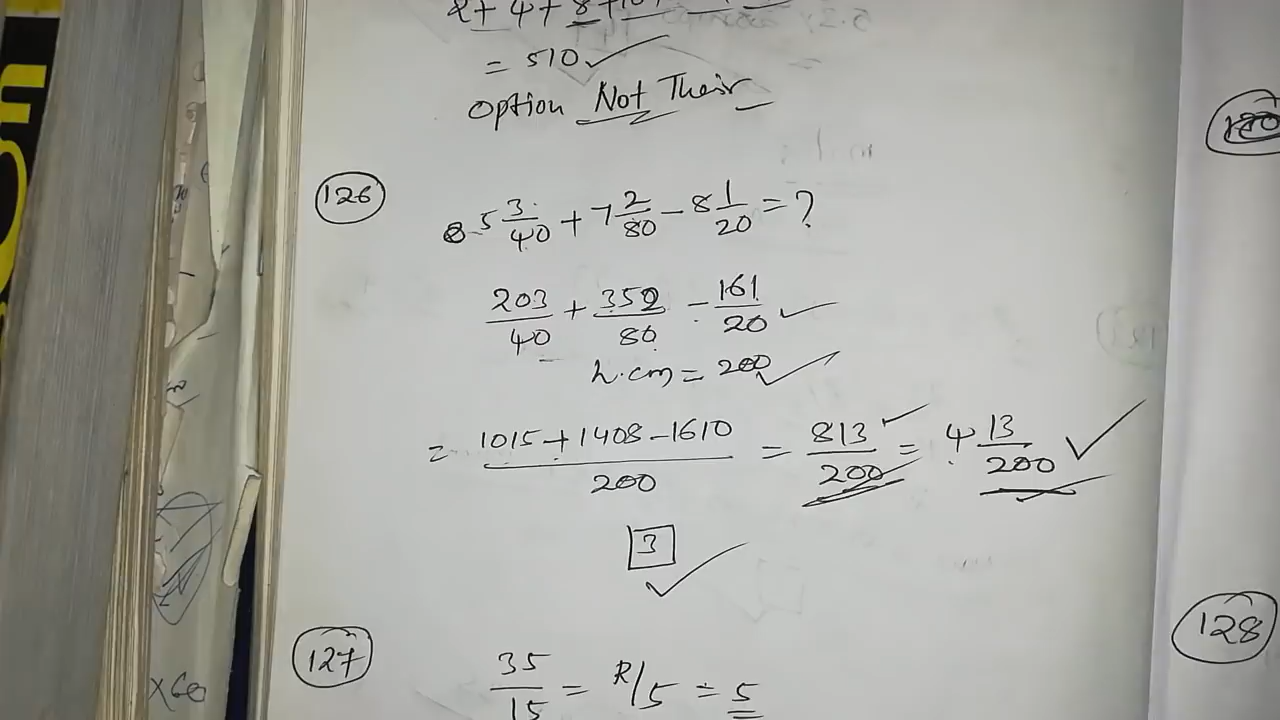 = 510 ✓
Option Not Their
126
5 3/40 + 7 2/80 - 8 1/20 = ?
203/40 + 352/80 - 161/20 ✓
L.cm = 200 ✓
= 1015 + 1408 - 1610 / 200 = 813/200 ✓ = 4 13/200 ✓
3 ✓
127
35/15 = R/5 = 5
128
x60